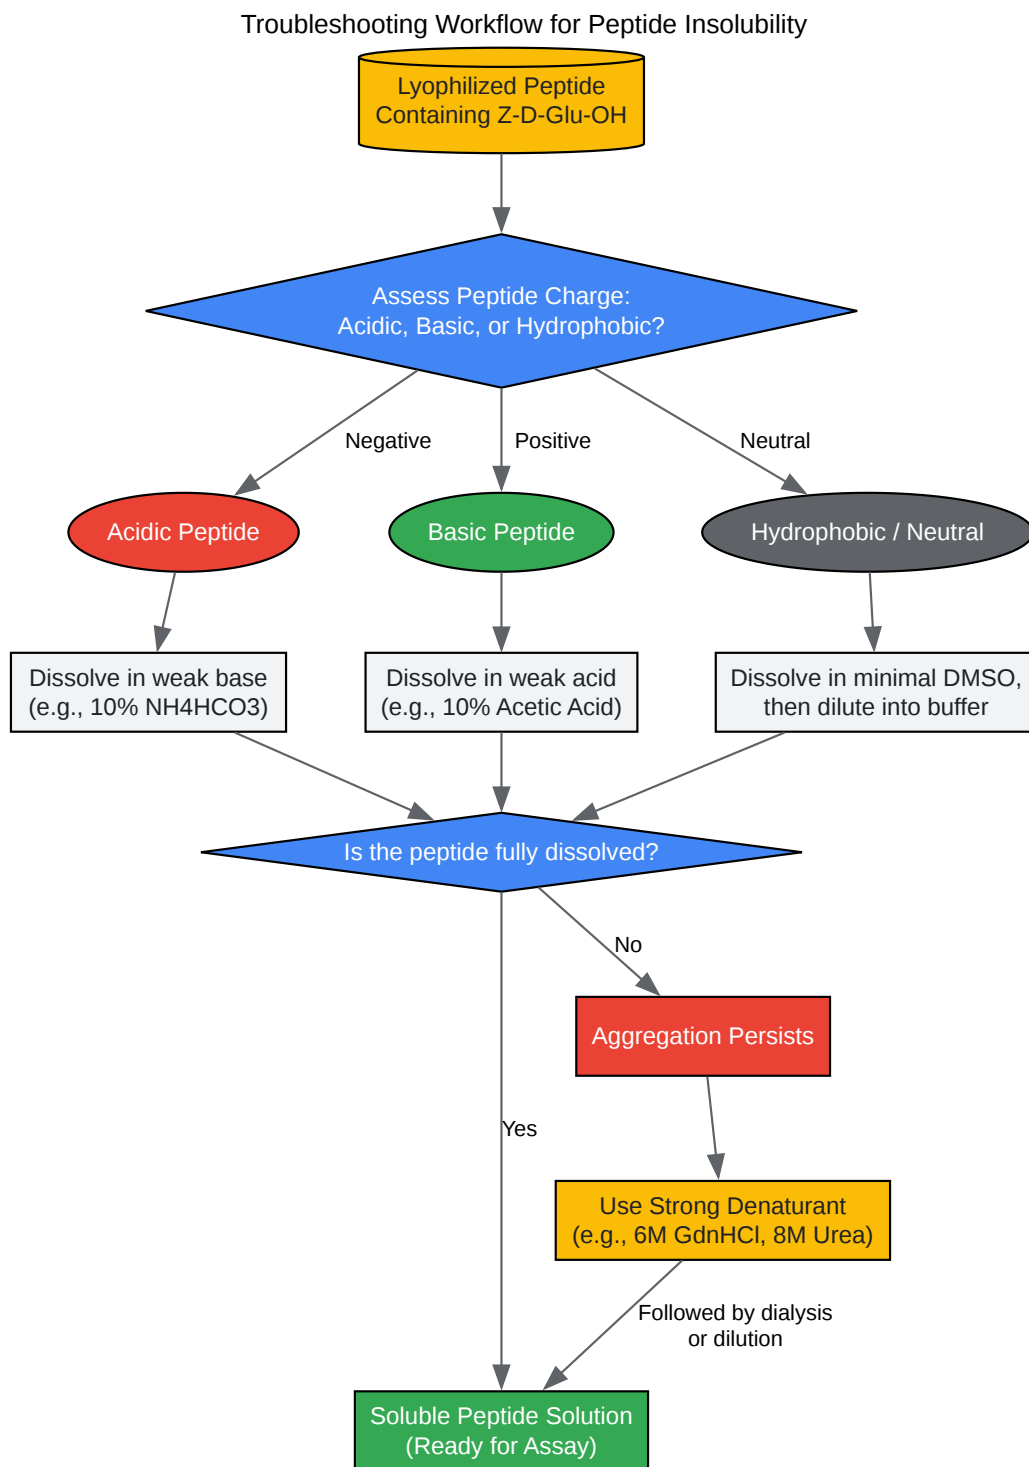 Troubleshooting Workflow for Peptide Insolubility
Lyophilized Peptide
Containing Z-D-Glu-OH
Assess Peptide Charge:
Acidic, Basic, or Hydrophobic?
Negative
Positive
Neutral
Acidic Peptide
Basic Peptide
Hydrophobic / Neutral
Dissolve in weak base
(e.g., 10% NH4HCO3)
Dissolve in weak acid
(e.g., 10% Acetic Acid)
Dissolve in minimal DMSO,
then dilute into buffer
Is the peptide fully dissolved?
No
Aggregation Persists
Yes
Use Strong Denaturant
(e.g., 6M GdnHCl, 8M Urea)
Followed by dialysis
or dilution
Soluble Peptide Solution
(Ready for Assay)